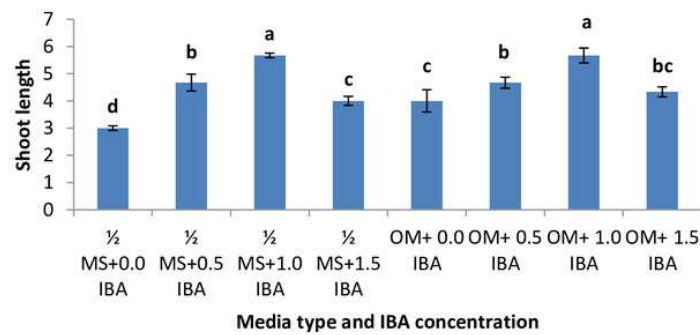 7
6
5
4
3
2
1
0
Shoot length
d
b
a
c
c
b
a
bc
½ ½ ½ ½ OM+ 0.0 OM+ 0.5 OM+ 1.0 OM+ 1.5
MS+0.0 MS+0.5 MS+1.0 MS+1.5 IBA IBA IBA IBA
IBA IBA IBA IBA
Media type and IBA concentration